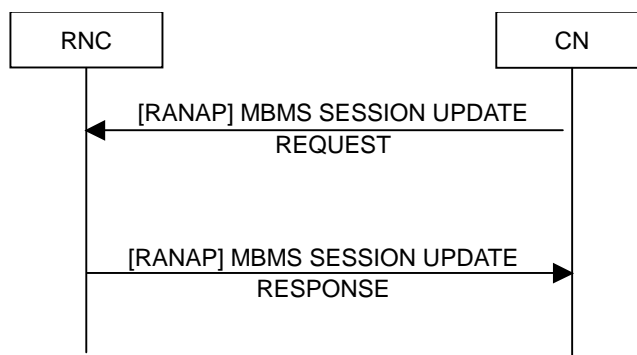 RNC
CN
[RANAP] MBMS SESSION UPDATE
REQUEST
[RANAP] MBMS SESSION UPDATE
RESPONSE